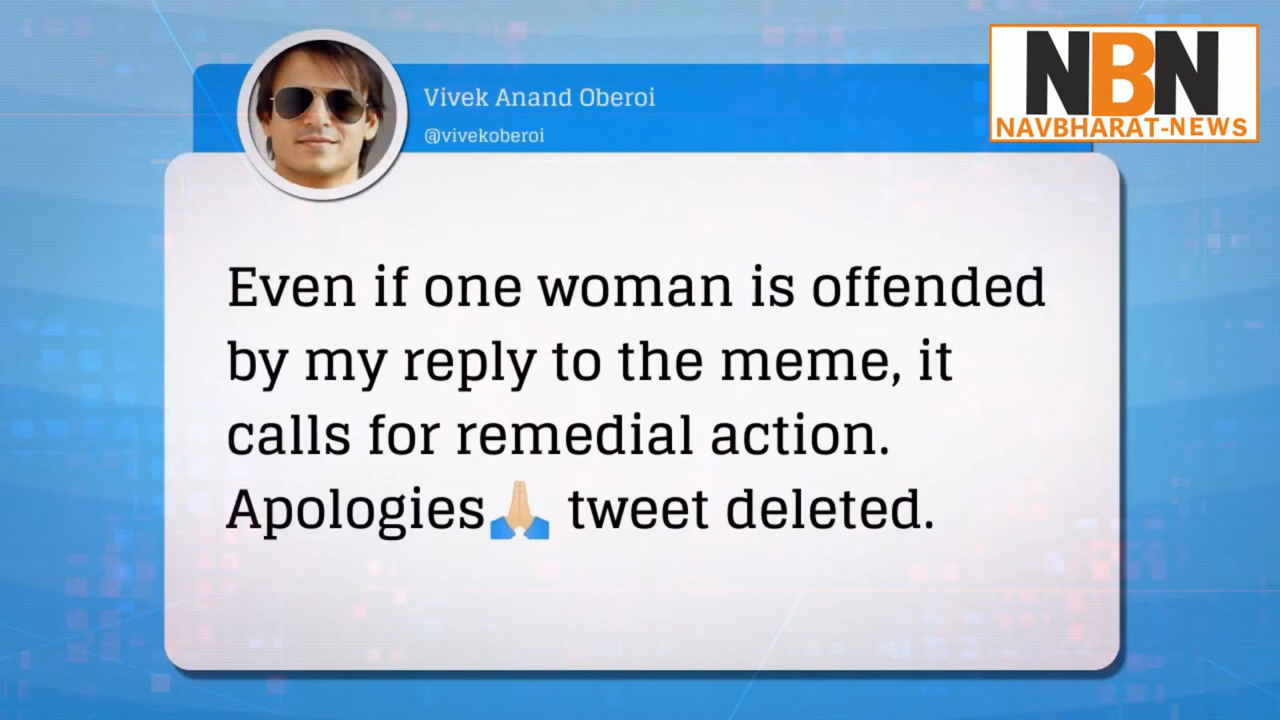 Vivek Anand Oberoi
@vivekoberoi
NBN
NAVBHARAT-NEWS
Even if one woman is offended
by my reply to the meme, it
calls for remedial action.
Apologies🙏🏼 tweet deleted.